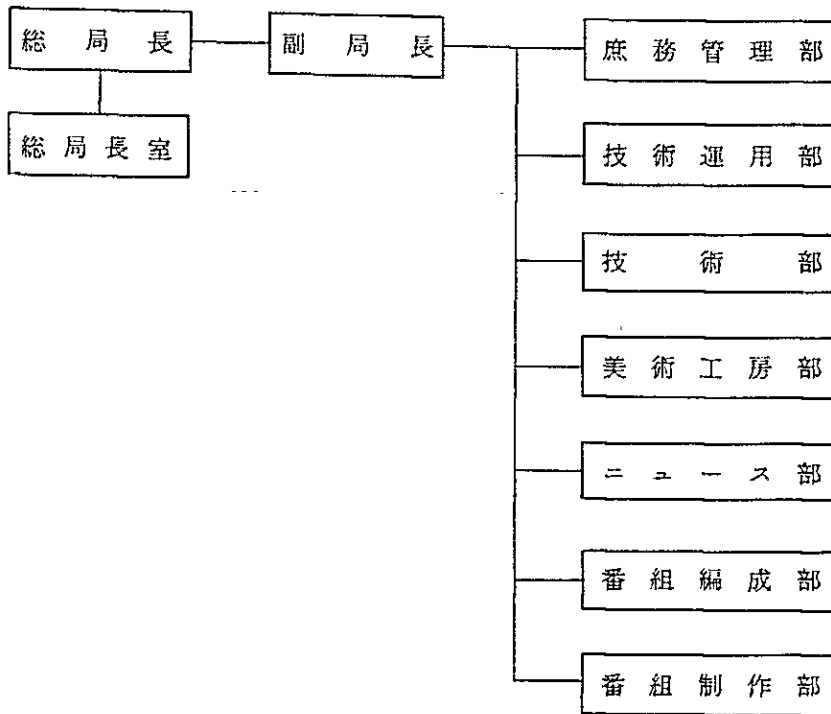 総局長
副局長
庶務管理部
総局長室
技術運用部
技術部
美術工房部
ニュース部
番組編成部
番組制作部